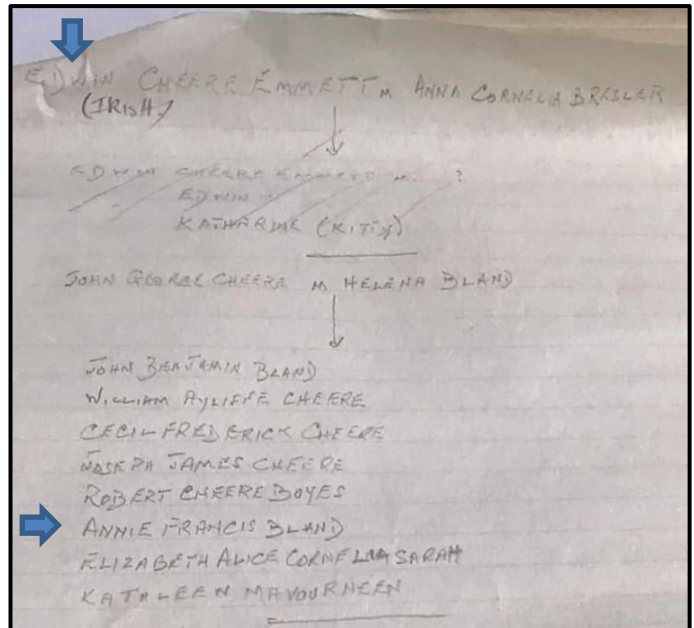 EDWIN CHEERE EMMETT M ANNA CORNELIA BRESLER
(IRISH)
EDWIN CHEERE EMMETT M. ?
EDWIN
KATHARINE (KITTY)
JOHN GEORGE CHEERE M HELENA BLAND
JOHN BENJAMIN BLAND
WILLIAM AYLIFFE CHEERE
CECIL FREDERICK CHEERE
JOSEPH JAMES CHEERE
ROBERT CHEERE BOYES
ANNIE FRANCIS BLAND
ELIZABETH ALICE CORNELIA SARAH
KATHLEEN MAVOURNEEN